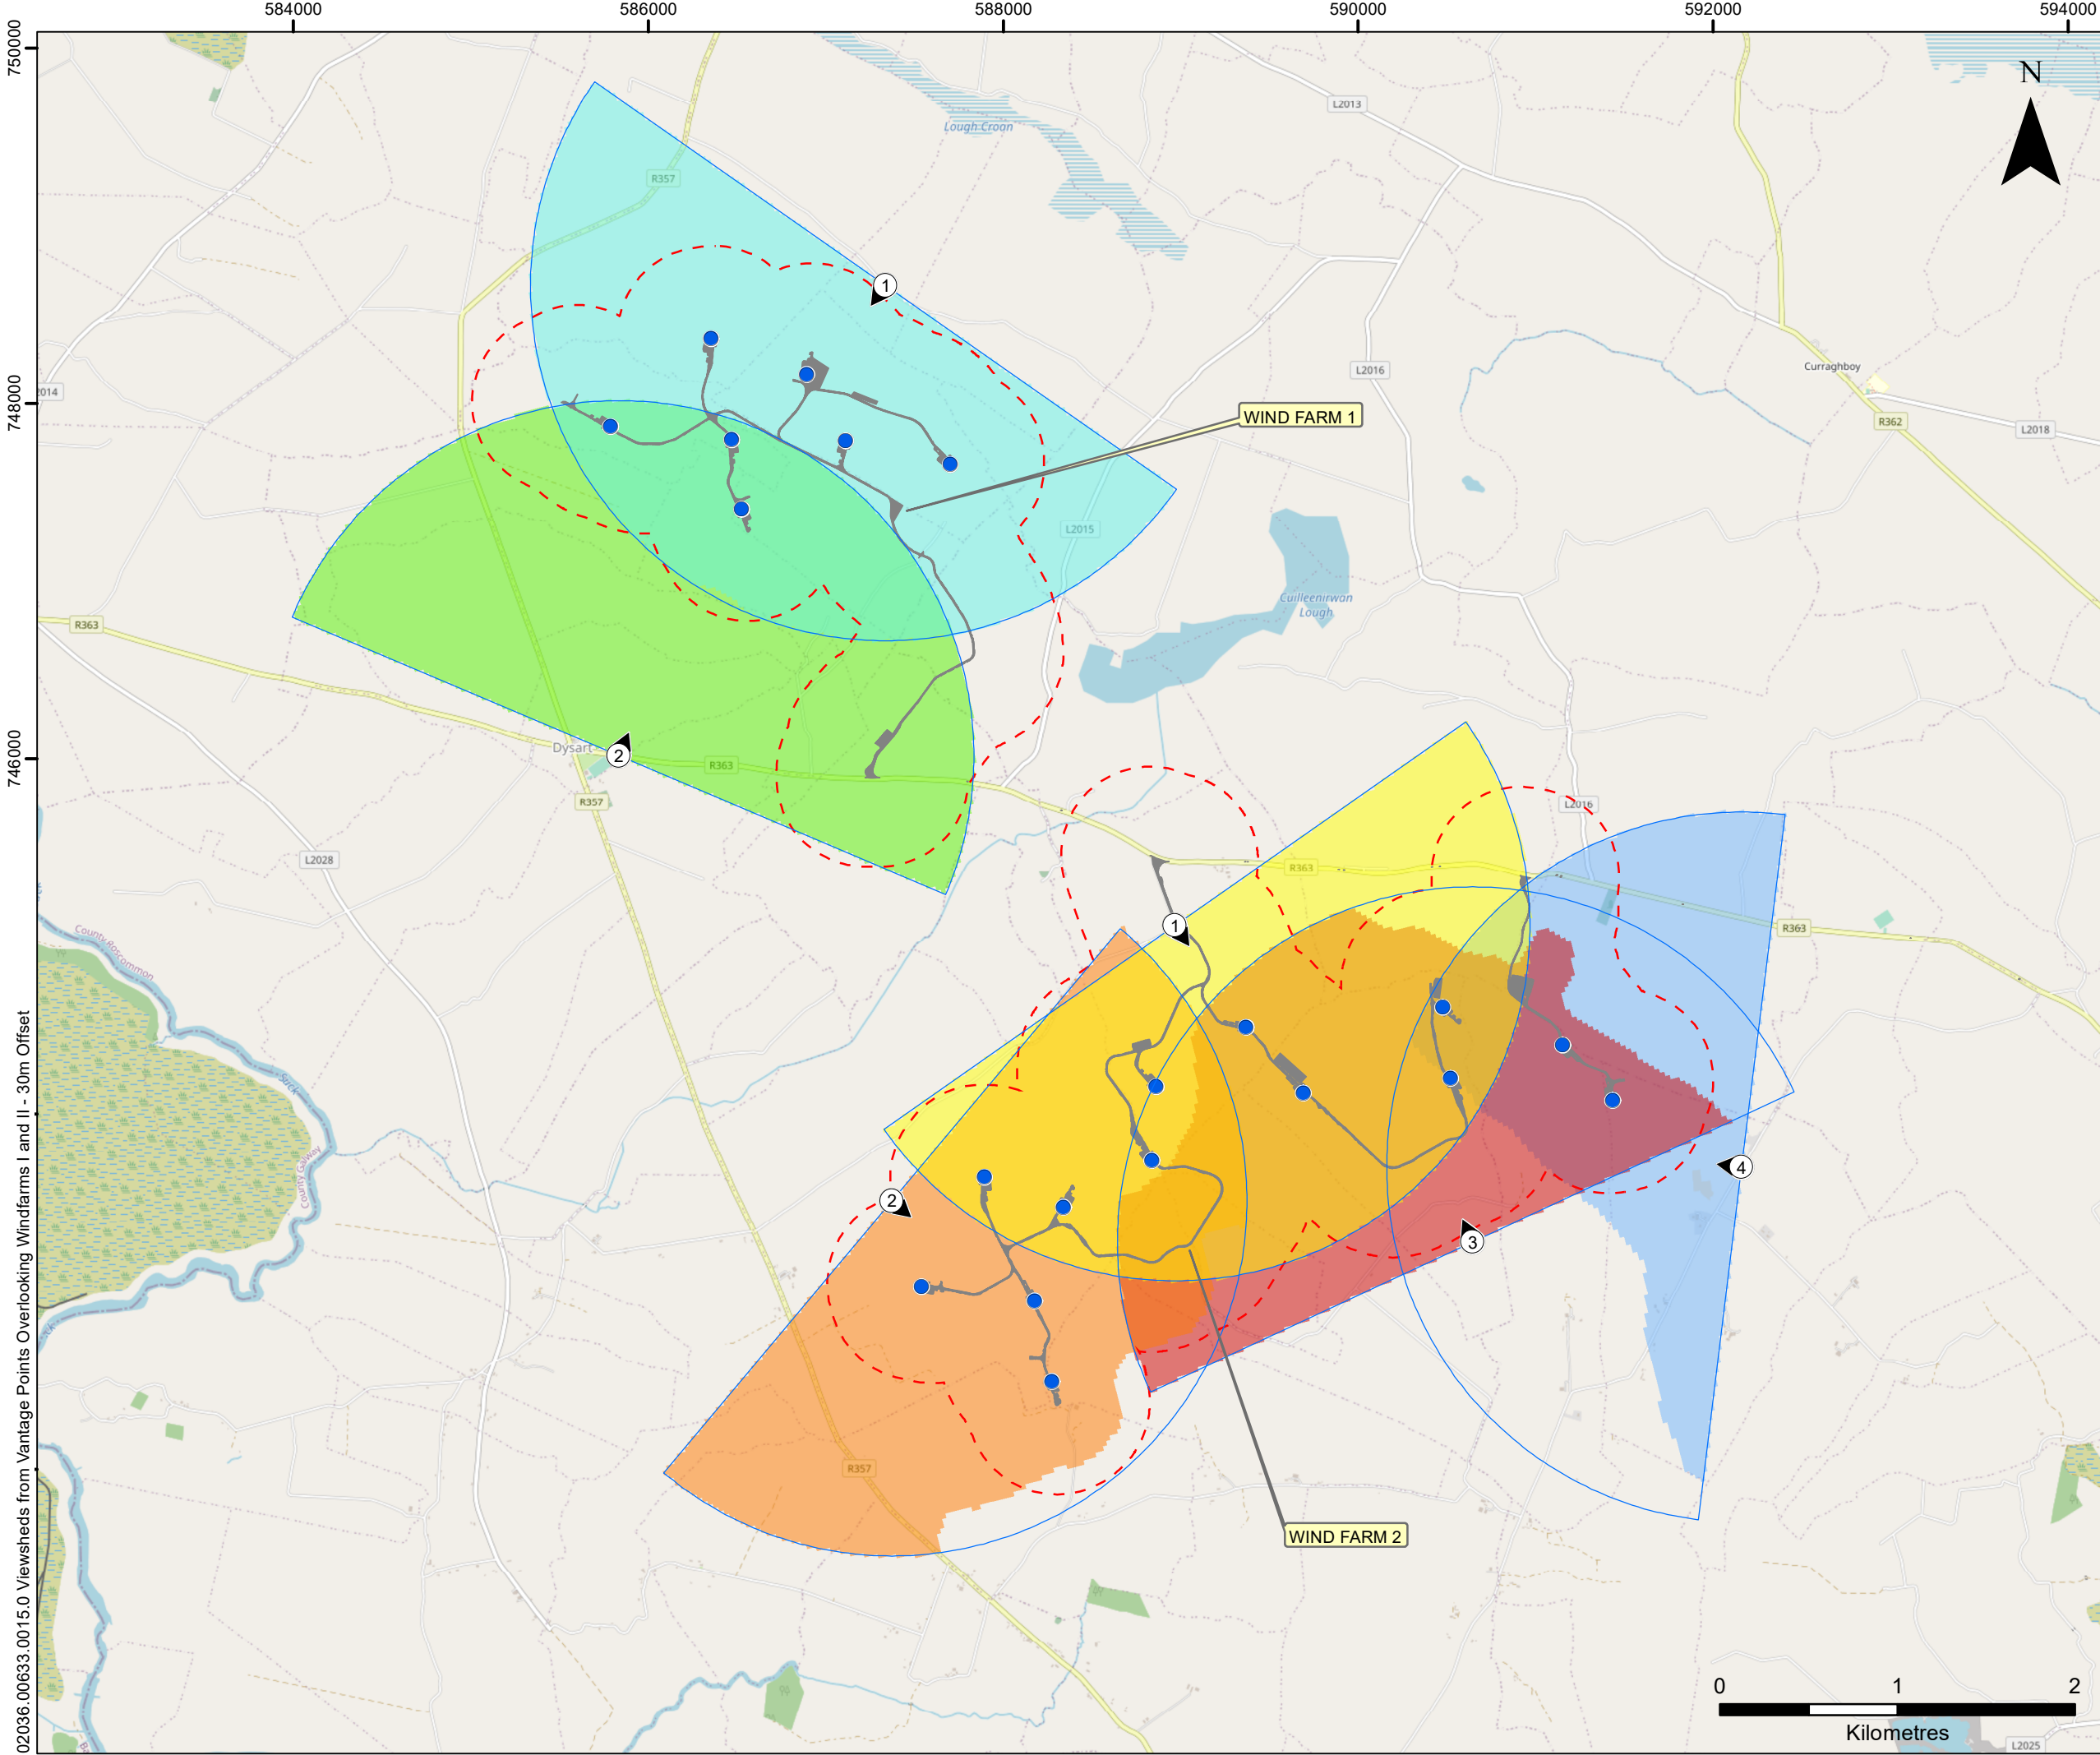 584000
586000
588000
590000
592000
594000
750000
748000
746000
N
L2013
Lough Croan
R357
1
L2016
Curraghboy
2014
WIND FARM 1
R362
L2018
L2015
Cuilleenirwan
Lough
R363
Dysart
2
R363
R357
L2016
L2028
R363
1
R363
County Roscommon
Suck
County Galway
4
2
3
R357
WIND FARM 2
0
1
2
Kilometres
L2025
02036.00633.0015.0 Viewsheds from Vantage Points Overlooking Windfarms I and II - 30m Offset